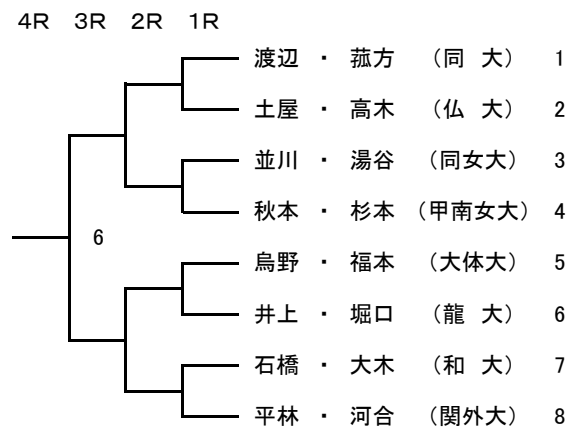 4R 3R 2R 1R
渡辺 ・ 菰方 （同 大） 1
土屋 ・ 高木 （仏 大） 2
並川 ・ 湯谷 （同女大） 3
秋本 ・ 杉本 （甲南女大） 4
6
烏野 ・ 福本 （大体大） 5
井上 ・ 堀口 （龍 大） 6
石橋 ・ 大木 （和 大） 7
平林 ・ 河合 （関外大） 8